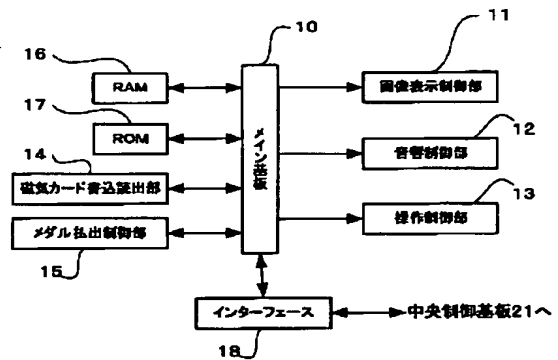 10
11
16
RAM
画像表示制御部
17
12
ROM
音響制御部
14
メイン基板
13
磁気カード書込読出部
操作制御部
メダル払出制御部
15
インターフェース
中央制御基板21へ
18